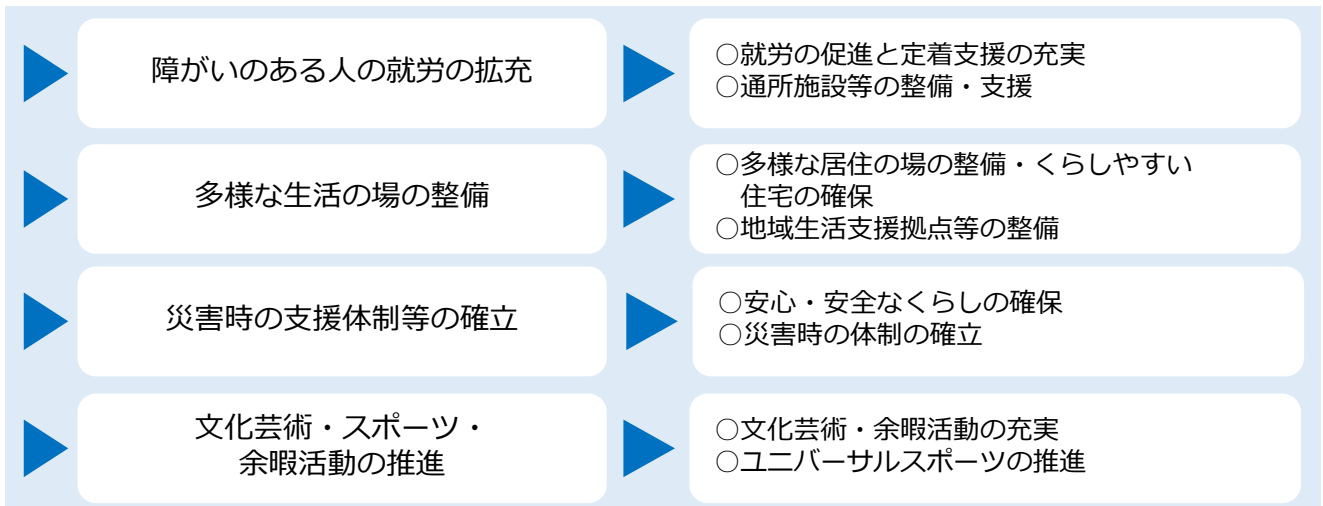 障がいのある人の就労の拡充
○就労の促進と定着支援の充実
○通所施設等の整備・支援
多様な生活の場の整備
○多様な居住の場の整備・くらしやすい
住宅の確保
○地域生活支援拠点等の整備
災害時の支援体制等の確立
○安心・安全なくらしの確保
○災害時の体制の確立
文化芸術・スポーツ・
余暇活動の推進
○文化芸術・余暇活動の充実
○ユニバーサルスポーツの推進